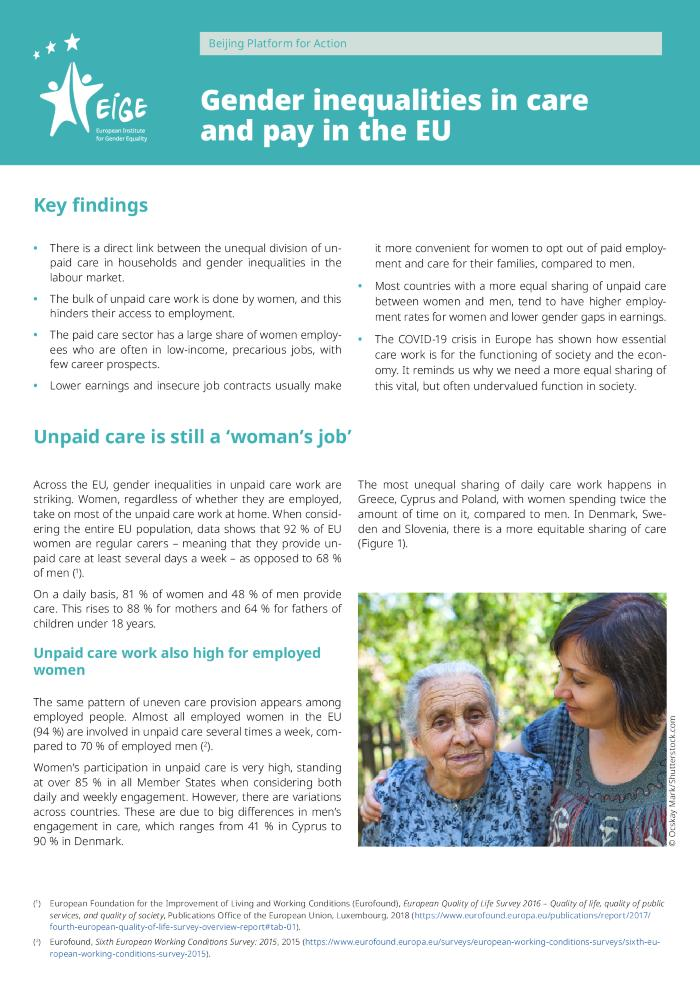 Beijing Platform for Action
EIGE
European Institute
for Gender Equality
Gender inequalities in care
and pay in the EU
Key findings
• There is a direct link between the unequal division of un-
paid care in households and gender inequalities in the
labour market.
• The bulk of unpaid care work is done by women, and this
hinders their access to employment.
• The paid care sector has a large share of women employ-
ees who are often in low-income, precarious jobs, with
few career prospects.
• Lower earnings and insecure job contracts usually make
it more convenient for women to opt out of paid employ-
ment and care for their families, compared to men.
• Most countries with a more equal sharing of unpaid care
between women and men, tend to have higher employ-
ment rates for women and lower gender gaps in earnings.
• The COVID-19 crisis in Europe has shown how essential
care work is for the functioning of society and the econ-
omy. It reminds us why we need a more equal sharing of
this vital, but often undervalued function in society.
Unpaid care is still a ‘woman’s job’
Across the EU, gender inequalities in unpaid care work are
striking. Women, regardless of whether they are employed,
take on most of the unpaid care work at home. When consid-
ering the entire EU population, data shows that 92 % of EU
women are regular carers – meaning that they provide un-
paid care at least several days a week – as opposed to 68 %
of men (¹).
On a daily basis, 81 % of women and 48 % of men provide
care. This rises to 88 % for mothers and 64 % for fathers of
children under 18 years.
Unpaid care work also high for employed
women
The same pattern of uneven care provision appears among
employed people. Almost all employed women in the EU
(94 %) are involved in unpaid care several times a week, com-
pared to 70 % of employed men (²).
Women’s participation in unpaid care is very high, standing
at over 85 % in all Member States when considering both
daily and weekly engagement. However, there are variations
across countries. These are due to big differences in men’s
engagement in care, which ranges from 41 % in Cyprus to
90 % in Denmark.
The most unequal sharing of daily care work happens in
Greece, Cyprus and Poland, with women spending twice the
amount of time on it, compared to men. In Denmark, Swe-
den and Slovenia, there is a more equitable sharing of care
(Figure 1).
© Ocskay Mark/Shutterstock.com
(¹) European Foundation for the Improvement of Living and Working Conditions (Eurofound), European Quality of Life Survey 2016 – Quality of life, quality of public
services, and quality of society, Publications Office of the European Union, Luxembourg, 2018 (https://www.eurofound.europa.eu/publications/report/2017/
fourth-european-quality-of-life-survey-overview-report#tab-01).
(²) Eurofound, Sixth European Working Conditions Survey: 2015, 2015 (https://www.eurofound.europa.eu/surveys/european-working-conditions-surveys/sixth-eu-
ropean-working-conditions-survey-2015).